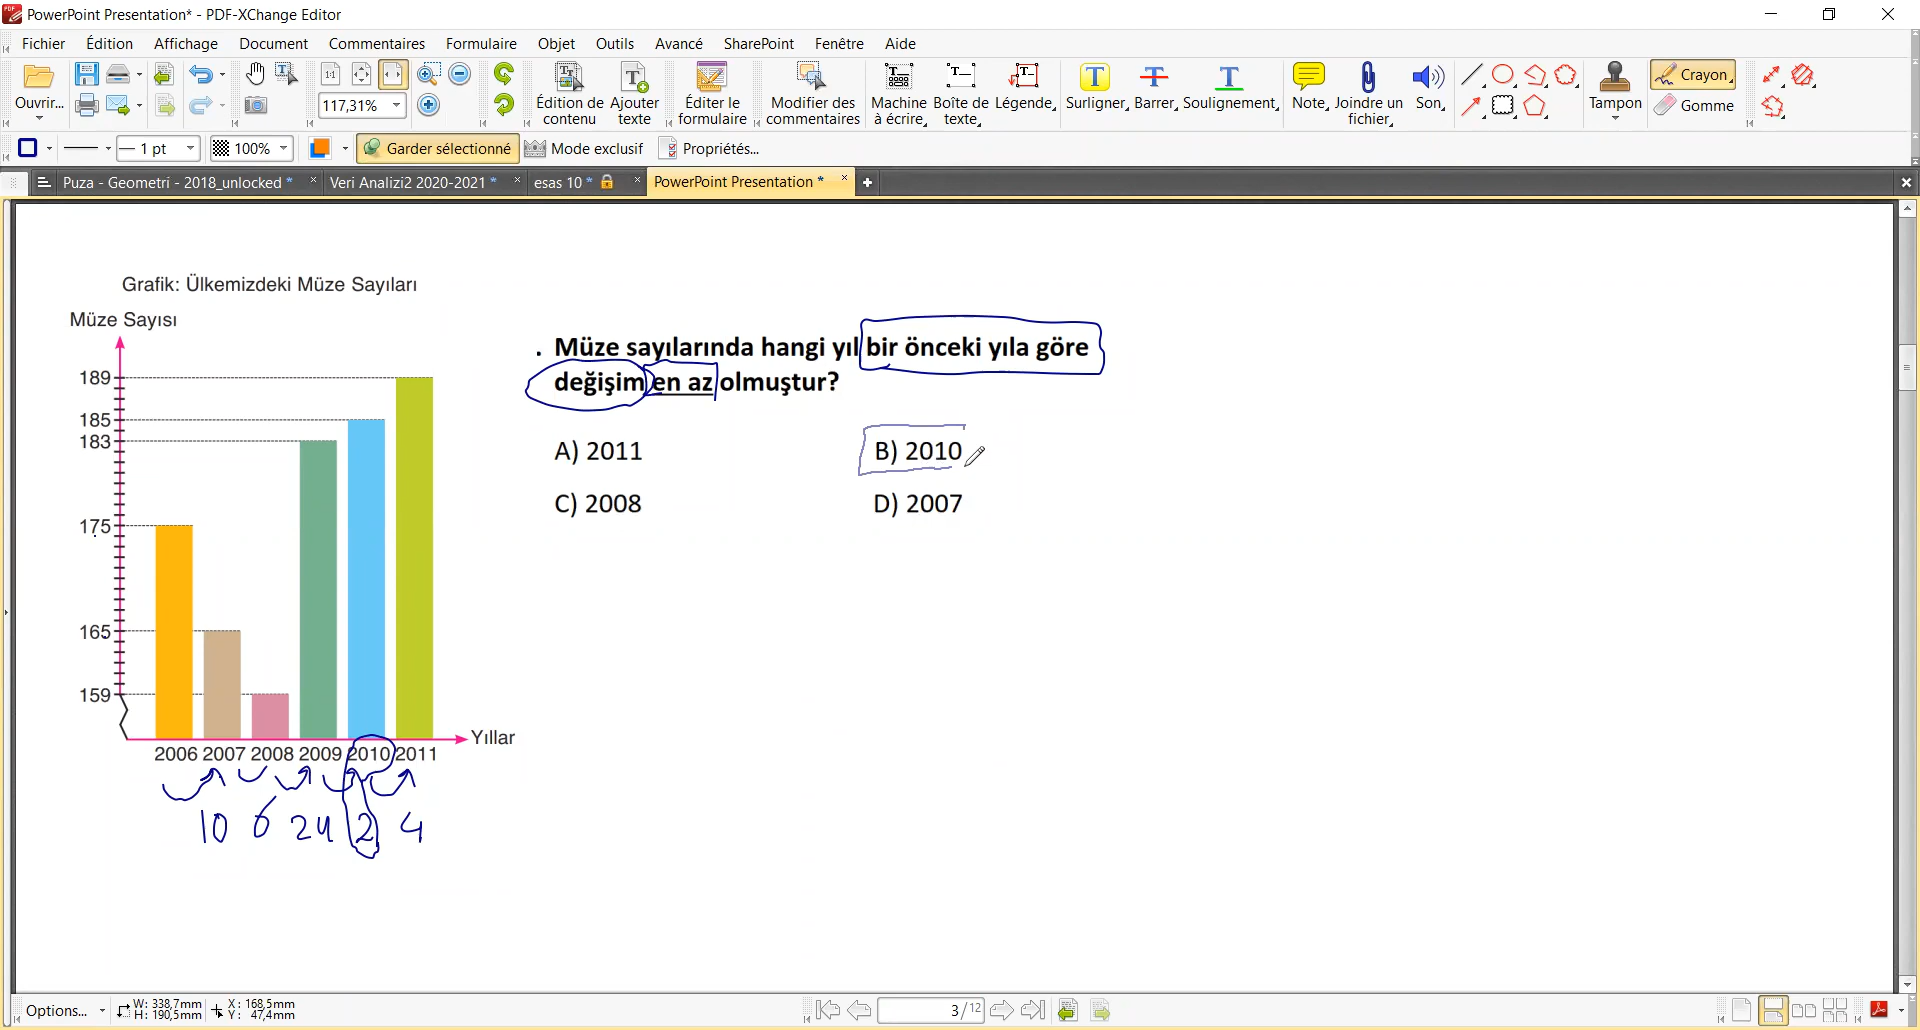 PowerPoint Presentation* - PDF-XChange Editor
Fichier Édition Affichage Document Commentaires Formulaire Objet Outils Avancé SharePoint Fenêtre Aide
Ouvrir...
117,31%
Édition de contenu
Ajouter texte
Éditer le formulaire
Modifier des commentaires
Machine à écrire
Boîte de texte
Légende
Surligner
Barrer
Soulignement
Note
Joindre un fichier
Son
Tampon
Crayon
Gomme
1 pt 100% Garder sélectionné Mode exclusif Propriétés...
Puza - Geometri - 2018_unlocked * Veri Analizi2 2020-2021 * esas 10 * PowerPoint Presentation *
Grafik: Ülkemizdeki Müze Sayıları
Müze Sayısı
189
185
183
175
165
159
Yıllar
2006 2007 2008 2009 2010 2011
10 6 24 2 4
. Müze sayılarında hangi yıl bir önceki yıla göre
değişim en az olmuştur?
A) 2011 B) 2010
C) 2008 D) 2007
Options... W: 338,7mm X: 168,5mm
H: 190,5mm Y: 47,4mm
3 / 12